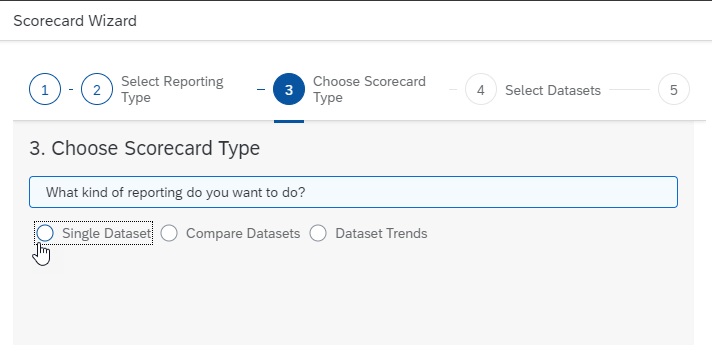 Scorecard Wizard
1 - 2 Select Reporting Type – 3 Choose Scorecard Type – 4 Select Datasets 5
3. Choose Scorecard Type
What kind of reporting do you want to do?
Single Dataset Compare Datasets Dataset Trends